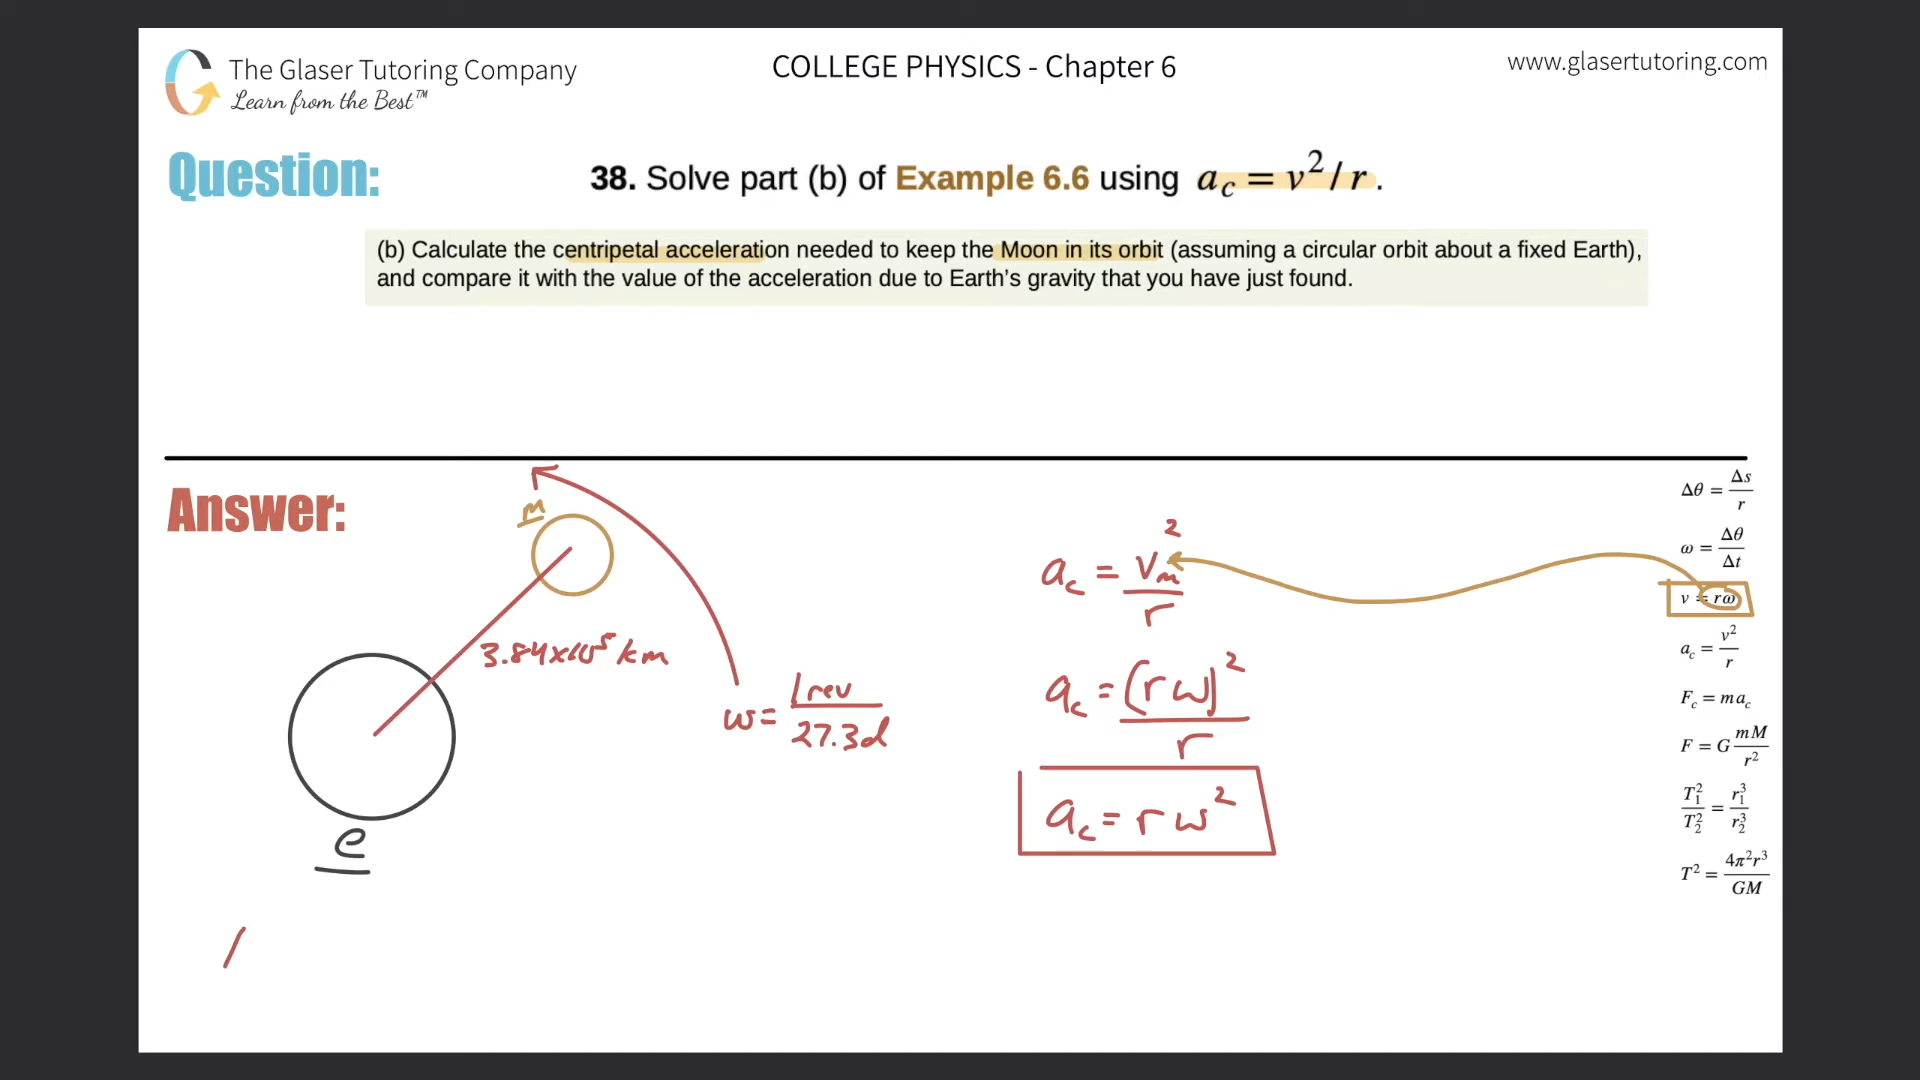 The Glaser Tutoring Company
Learn from the Best™
COLLEGE PHYSICS - Chapter 6
www.glasertutoring.com
Question:
38. Solve part (b) of Example 6.6 using a_c = v²/r.
(b) Calculate the centripetal acceleration needed to keep the Moon in its orbit (assuming a circular orbit about a fixed Earth),
and compare it with the value of the acceleration due to Earth's gravity that you have just found.
Answer:
m
3.84x10⁵ km
e
ω = 1rev / 27.3d
a_c = v_m² / r
a_c = (rω)² / r
a_c = rω²
Δθ = Δs / r
ω = Δθ / Δt
v = rω
a_c = v² / r
F_c = ma_c
F = G mM / r²
T₁² / T₂² = r₁³ / r₂³
T² = 4π²r³ / GM